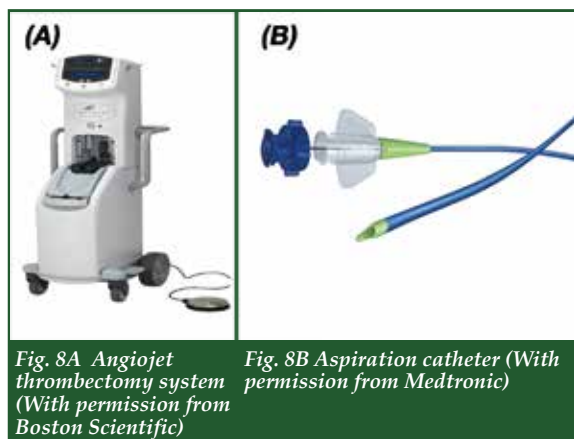 (A)
(B)
Fig. 8A Angiojet
thrombectomy system
(With permission from
Boston Scientific)
Fig. 8B Aspiration catheter (With
permission from Medtronic)